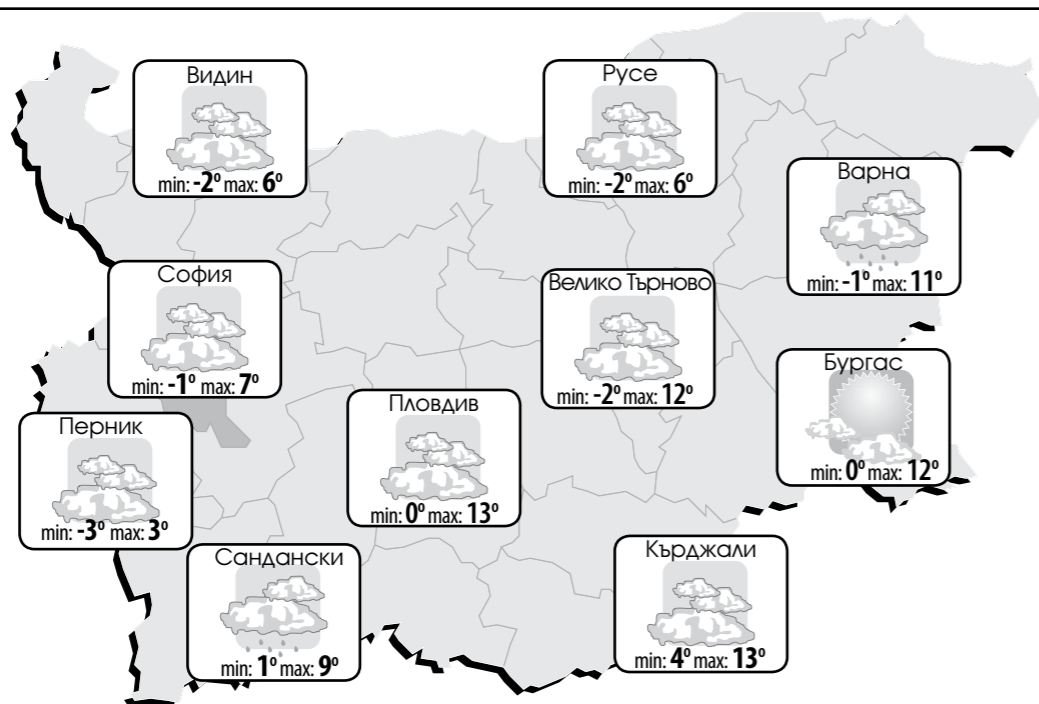 Видин
min: -2° max: 6°
Русе
min: -2° max: 6°
Варна
min: -1° max: 11°
София
min: -1° max: 7°
Велико Търново
min: -2° max: 12°
Бургас
min: 0° max: 12°
Пловдив
min: 0° max: 13°
Перник
min: -3° max: 3°
Сандански
min: 1° max: 9°
Кърджали
min: 4° max: 13°